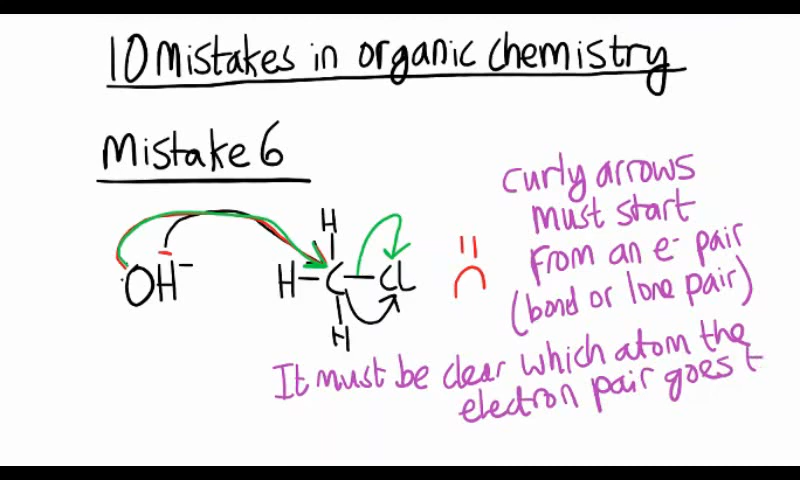 10 Mistakes in organic chemistry
Mistake 6
curly arrows
must start
from an e- pair
(bond or lone pair)
H
OH⁻ H-C-Cl
H
It must be clear which atom the
electron pair goes t